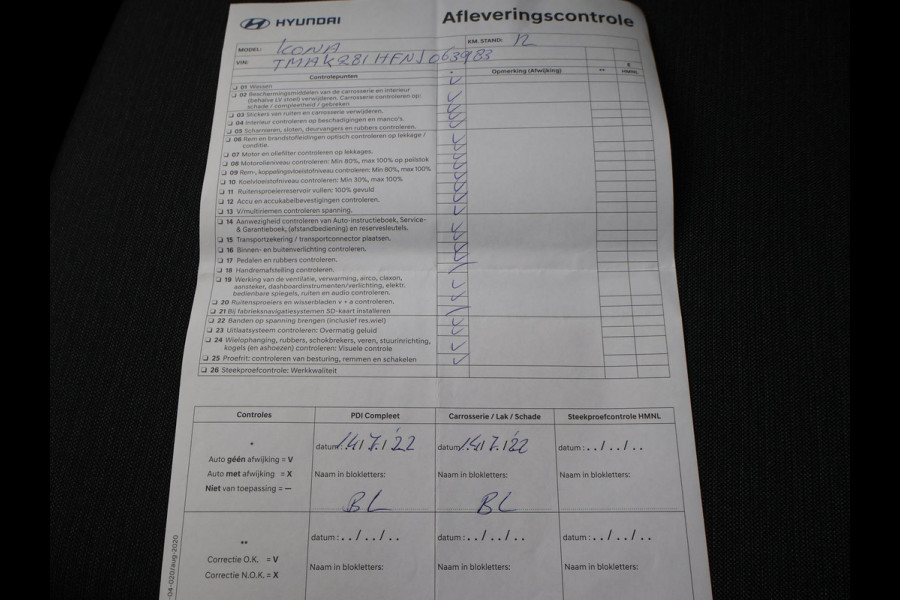 HYUNDAI
Afleveringscontrole
MODEL: KONA
KM. STAND: 12
VIN: TMAK281HFNJ063983
Controlepunten * Opmerking (Afwijking) ** € HMNL
01 Wassen
02 Beschermingsmiddelen van de carrosserie en interieur
(behalve LV stoel) verwijderen. Carrosserie controleren op:
schade / compleetheid / gebreken
03 Stickers van ruiten en carrosserie verwijderen.
04 Interieur controleren op beschadigingen en manco's.
05 Scharnieren, sloten, deurvangers en rubbers controleren.
06 Rem en brandstofleidingen optisch controleren op lekkage /
conditie.
07 Motor en oliefilter controleren op lekkages.
08 Motorolieniveau controleren: Min 80%, max 100% op peilstok
09 Rem-, koppelingsvloeistofniveau controleren: Min 80%, max 100%
10 Koelvloeistofniveau controleren: Min 30%, max 100%
11 Ruitensproeierreservoir vullen: 100% gevuld
12 Accu en accukabelbevestigingen controleren.
13 V/multiriemen controleren spanning.
14 Aanwezigheid controleren van Auto-instructieboek, Service-
& Garantieboek, (afstandbediening) en reservesleutels.
15 Transportzekering / transportconnector plaatsen.
16 Binnen- en buitenverlichting controleren.
17 Pedalen en rubbers controleren.
18 Handremafstelling controleren.
19 Werking van de ventilatie, verwarming, airco, claxon,
aansteker, dashboardinstrumenten/verlichting, elektr.
bedienbare spiegels, ruiten en audio controleren.
20 Ruitensproeiers en wisserbladen v + a controleren.
21 Bij fabrieksnavigatiesystemen SD-kaart installeren
22 Banden op spanning brengen (inclusief res.wiel)
23 Uitlaatsysteem controleren: Overmatig geluid
24 Wielophanging, rubbers, schokbrekers, veren, stuurinrichting,
kogels (en ashoezen) controleren: Visuele controle
25 Proefrit: controleren van besturing, remmen en schakelen
26 Steekproefcontrole: Werkkwaliteit
Controles PDI Compleet Carrosserie / Lak / Schade Steekproefcontrole HMNL
*
datum 14/7/'22 datum 14/7/'22 datum: . . / . . / . .
Auto géén afwijking = V
Auto met afwijking = X
Niet van toepassing = —
Naam in blokletters: Naam in blokletters: Naam in blokletters:
BL BL
**
datum: . . / . . / . . datum: . . / . . / . . datum: . . / . . / . .
Correctie O.K. = V
Correctie N.O.K. = X
Naam in blokletters: Naam in blokletters: Naam in blokletters:
-04-020/aug-2020